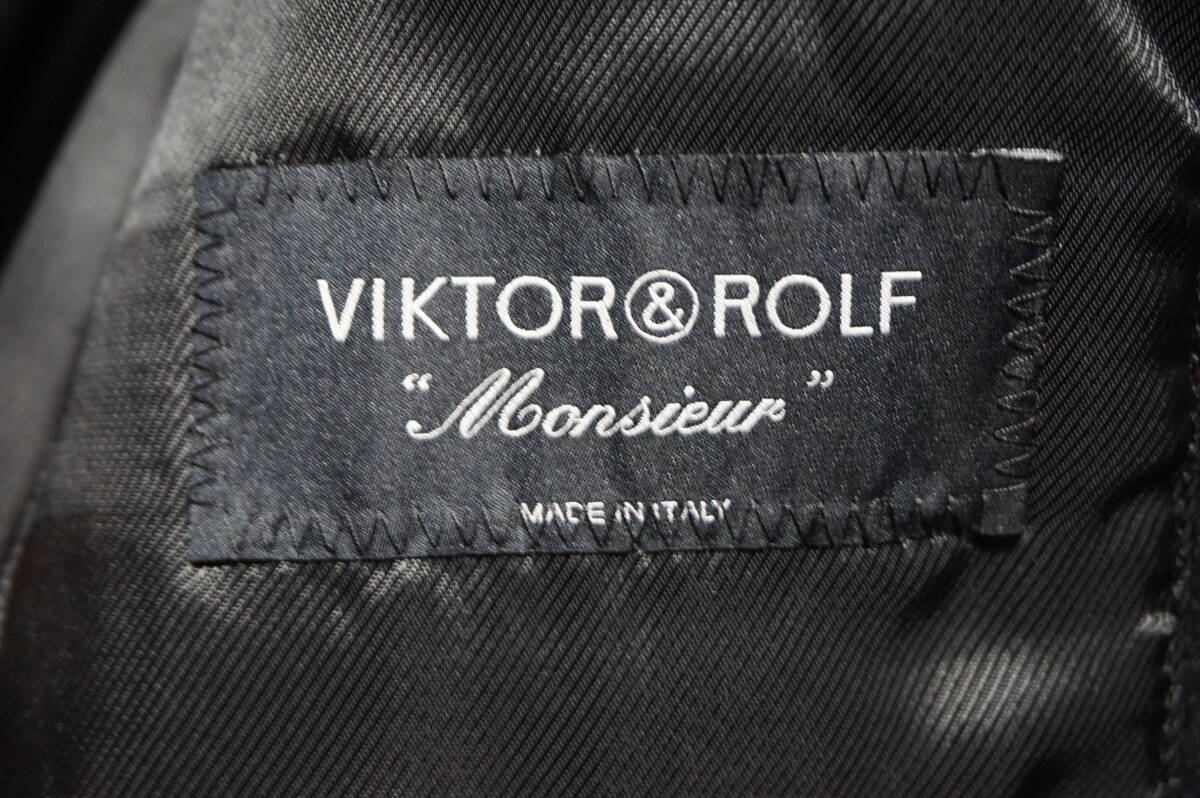 VIKTOR&ROLF
“Monsieur”
MADE IN ITALY